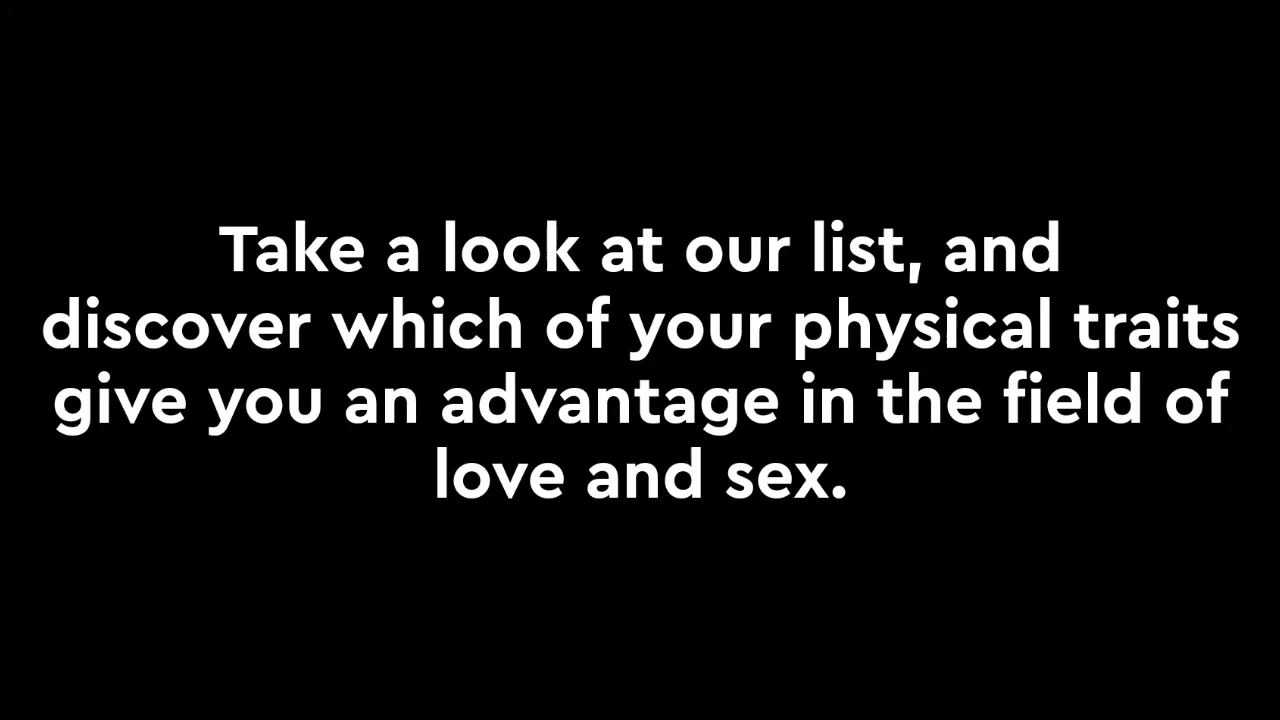 Take a look at our list, and
discover which of your physical traits
give you an advantage in the field of
love and sex.